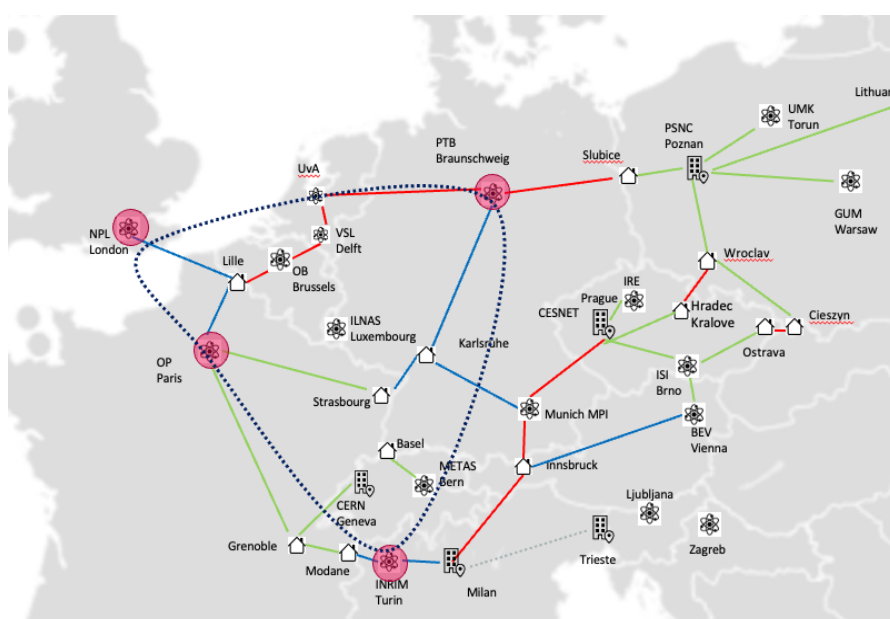 Lithuan
UMK
Torun
PSNC
Poznan
PTB
Braunschweig
Slubice
UvA
GUM
Warsaw
NPL
London
VSL
Delft
Lille
OB
Brussels
Wroclav
IRE
Prague
CESNET
Hradec
Kralove
Cieszyn
ILNAS
Luxembourg
Karlsruhe
Ostrava
OP
Paris
ISI
Brno
Strasbourg
Munich MPI
BEV
Vienna
Basel
METAS
Bern
Innsbruck
CERN
Geneva
Ljubljana
Grenoble
Zagreb
Modane
INRIM
Turin
Milan
Trieste